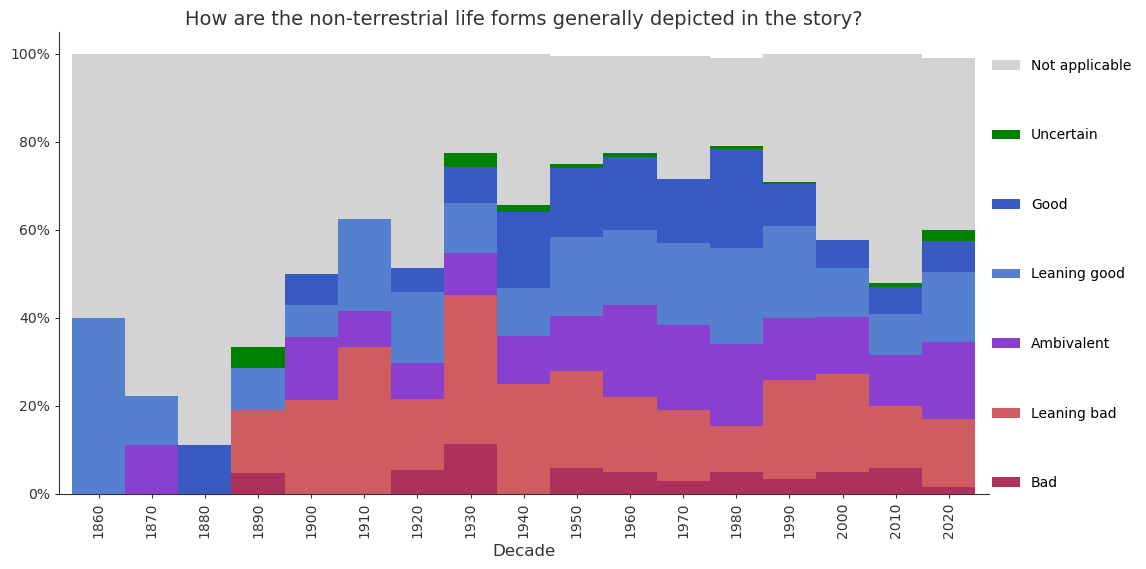 How are the non-terrestrial life forms generally depicted in the story?
100%
80%
60%
40%
20%
0%
1860
1870
1880
1890
1900
1910
1920
1930
1940
1950
1960
1970
1980
1990
2000
2010
2020
Decade
Not applicable
Uncertain
Good
Leaning good
Ambivalent
Leaning bad
Bad